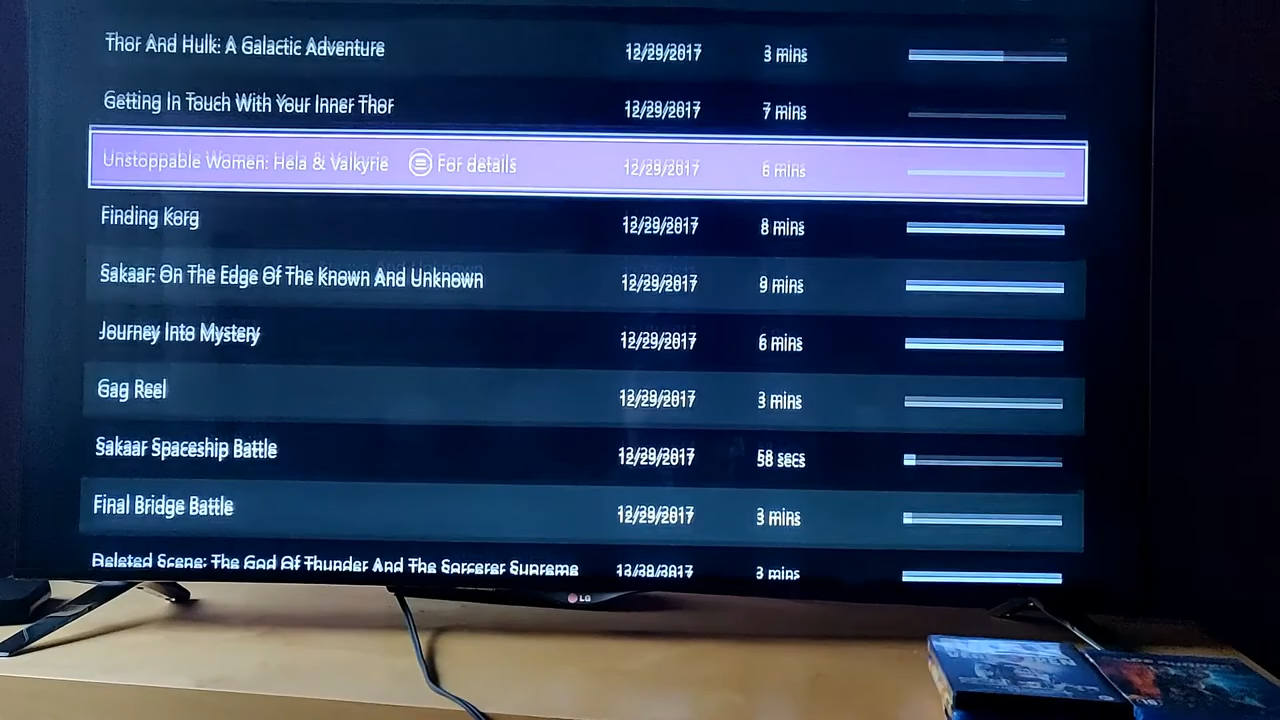 Thor And Hulk: A Galactic Adventure 12/29/2017 3 mins
Getting In Touch With Your Inner Thor 12/29/2017 7 mins
Unstoppable Women: Hela & Valkyrie For details 12/29/2017 6 mins
Finding Korg 12/29/2017 8 mins
Sakaar: On The Edge Of The Known And Unknown 12/29/2017 9 mins
Journey Into Mystery 12/29/2017 6 mins
Gag Reel 12/29/2017 3 mins
Sakaar Spaceship Battle 12/29/2017 58 secs
Final Bridge Battle 12/29/2017 3 mins
Deleted Scene: The God Of Thunder And The Sorcerer Supreme 12/29/2017 3 mins
LG